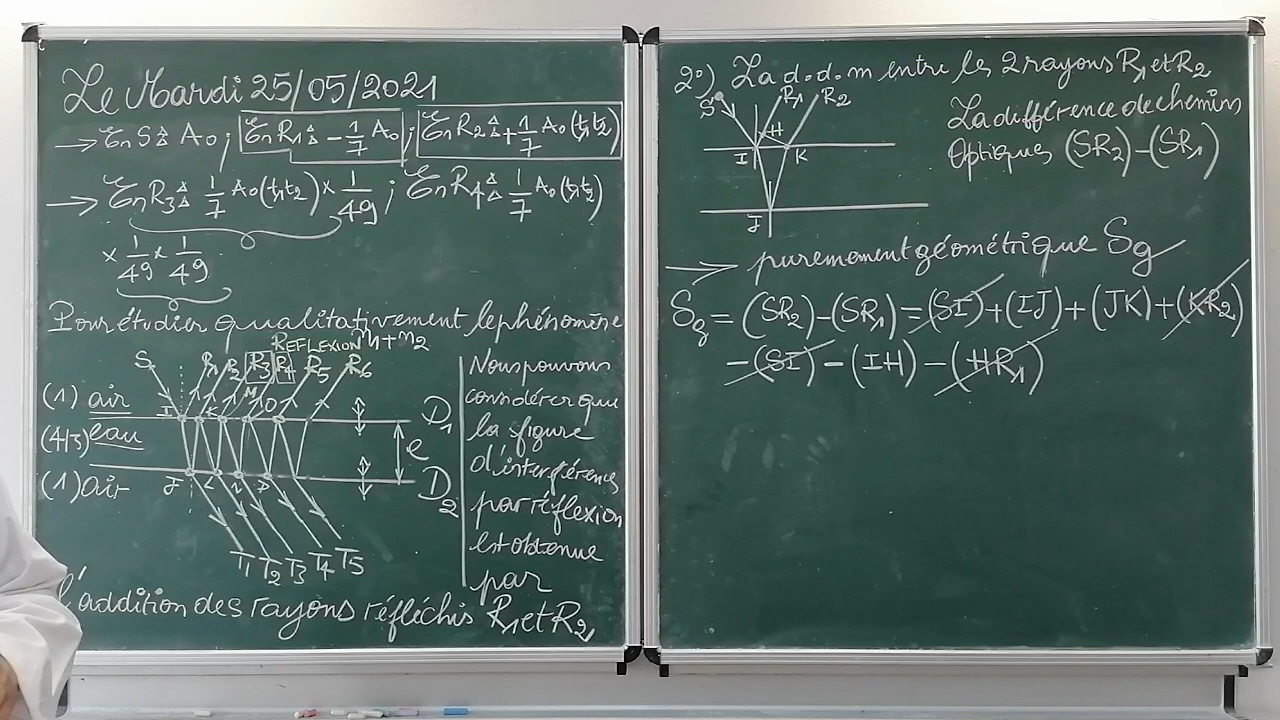 Le Mardi 25/05/2021
→ En S ≙ A₀ ; En R₁ ≙ - 1/7 A₀ ; En R₂ ≙ + 1/7 A₀ (t₁t₂)
→ En R₃ ≙ 1/7 A₀ (t₁t₂) × 1/49 ; En R₄ ≙ 1/7 A₀ (t₁t₂)
× 1/49 × 1/49
Pour étudier qualitativement le phénomène
REFLEXION n₁ ≠ n₂
S R₁ R₂ R₃ R₄ R₅ R₆
(1) air I K M O D₁
(4/3) eau e
(1) air J L N P D₂
T₁ T₂ T₃ T₄ T₅
Nous pouvons
considérer que
la figure
d'interférences
par réflexion
est obtenue
par
l'addition des rayons réfléchis R₁ et R₂
2°) La d.d.m entre les 2 rayons R₁ et R₂
S R₁ R₂
H
I K
J
La différence de chemins
Optiques (SR₂)-(SR₁)
→ purement géométrique Sg
Sg = (SR₂)-(SR₁) = (SI)+(IJ)+(JK)+(KR₂)
-(SI)-(IH)-(HR₁)